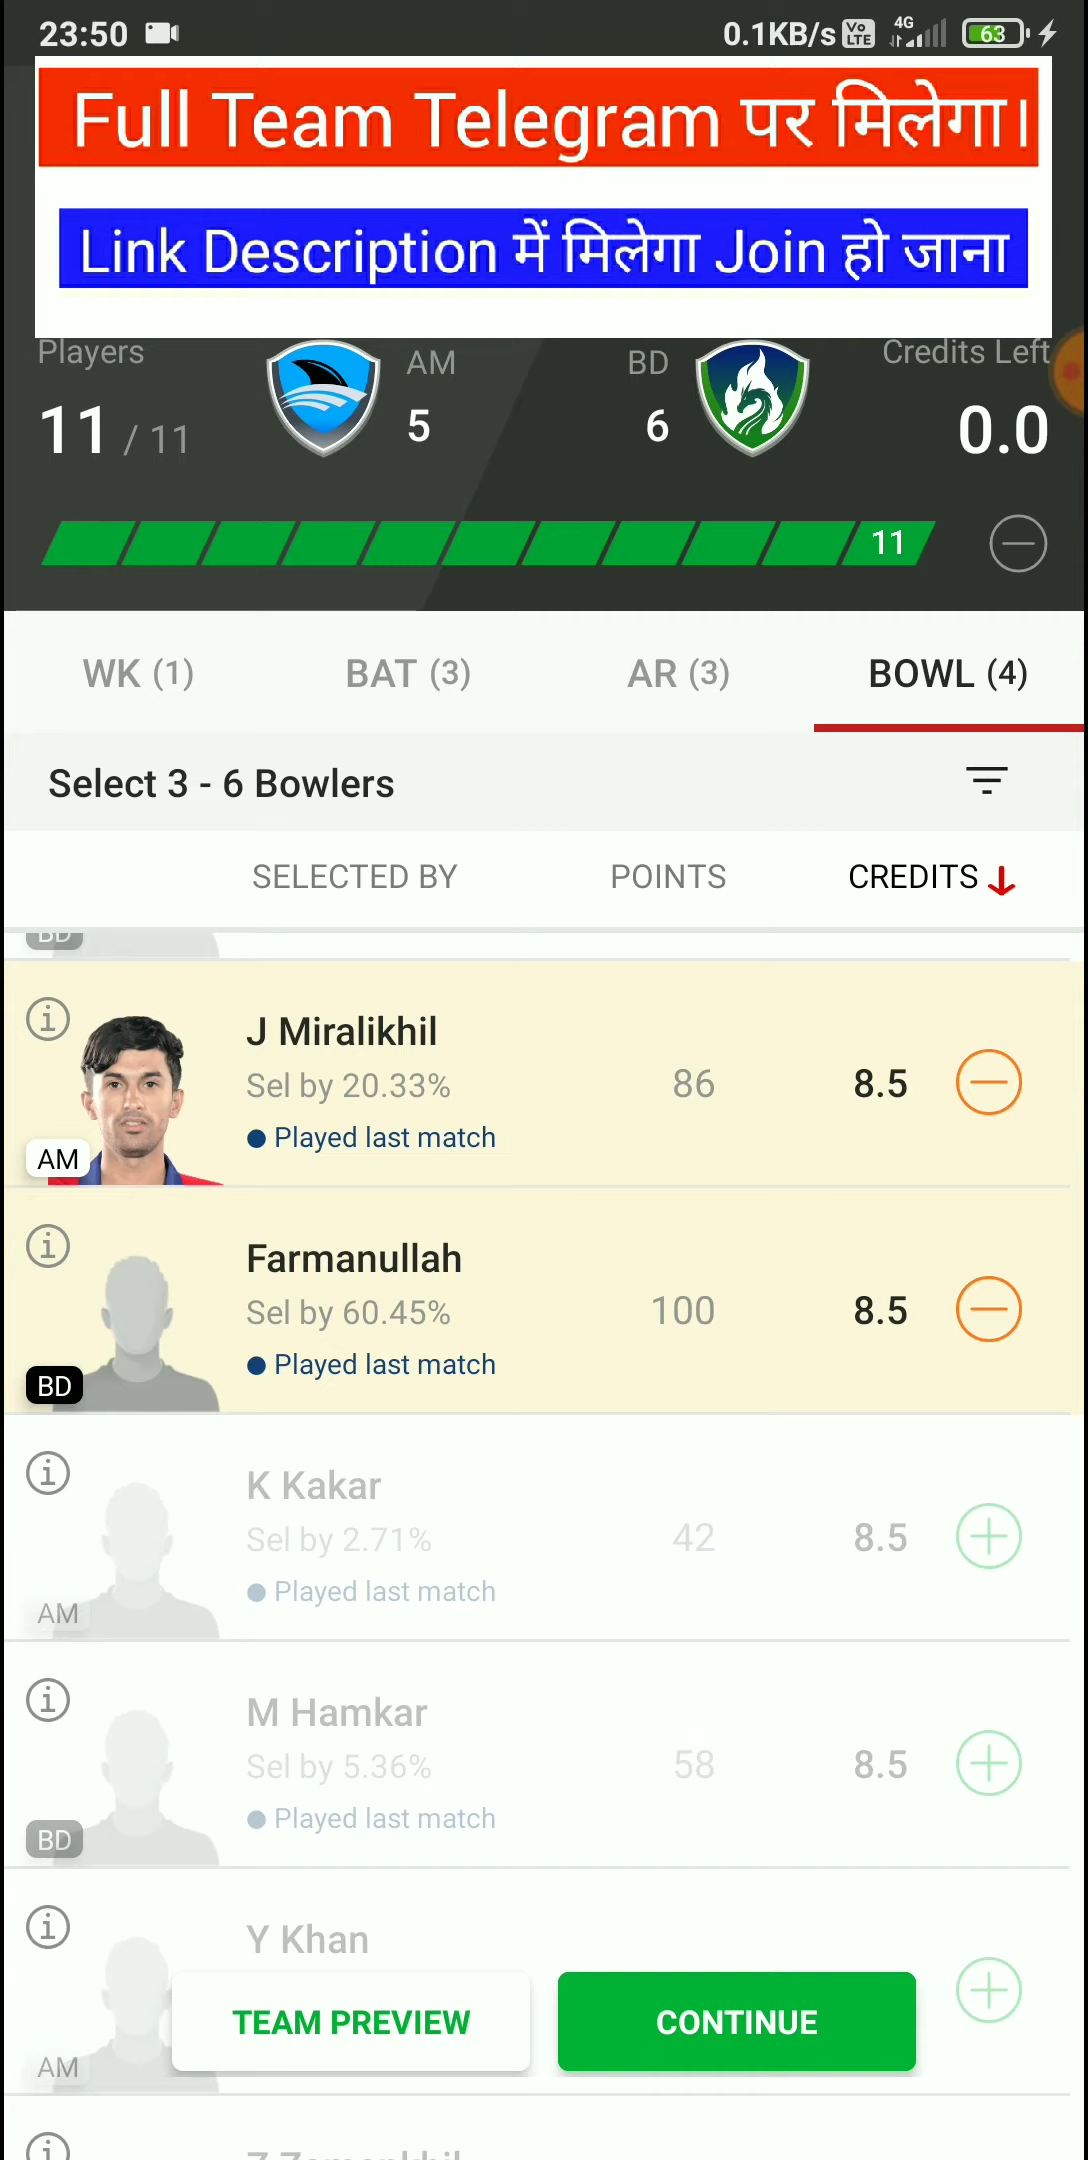 23:50 0.1KB/s Vo LTE 4G 63
Full Team Telegram पर मिलेगा।
Link Description में मिलेगा Join हो जाना
Players AM BD Credits Left
11 / 11 5 6 0.0
11
WK (1) BAT (3) AR (3) BOWL (4)
Select 3 - 6 Bowlers
SELECTED BY POINTS CREDITS
BD
J Miralikhil
Sel by 20.33% 86 8.5
Played last match
AM
Farmanullah
Sel by 60.45% 100 8.5
Played last match
BD
K Kakar
Sel by 2.71% 42 8.5
Played last match
AM
M Hamkar
Sel by 5.36% 58 8.5
Played last match
BD
Y Khan
TEAM PREVIEW CONTINUE
AM